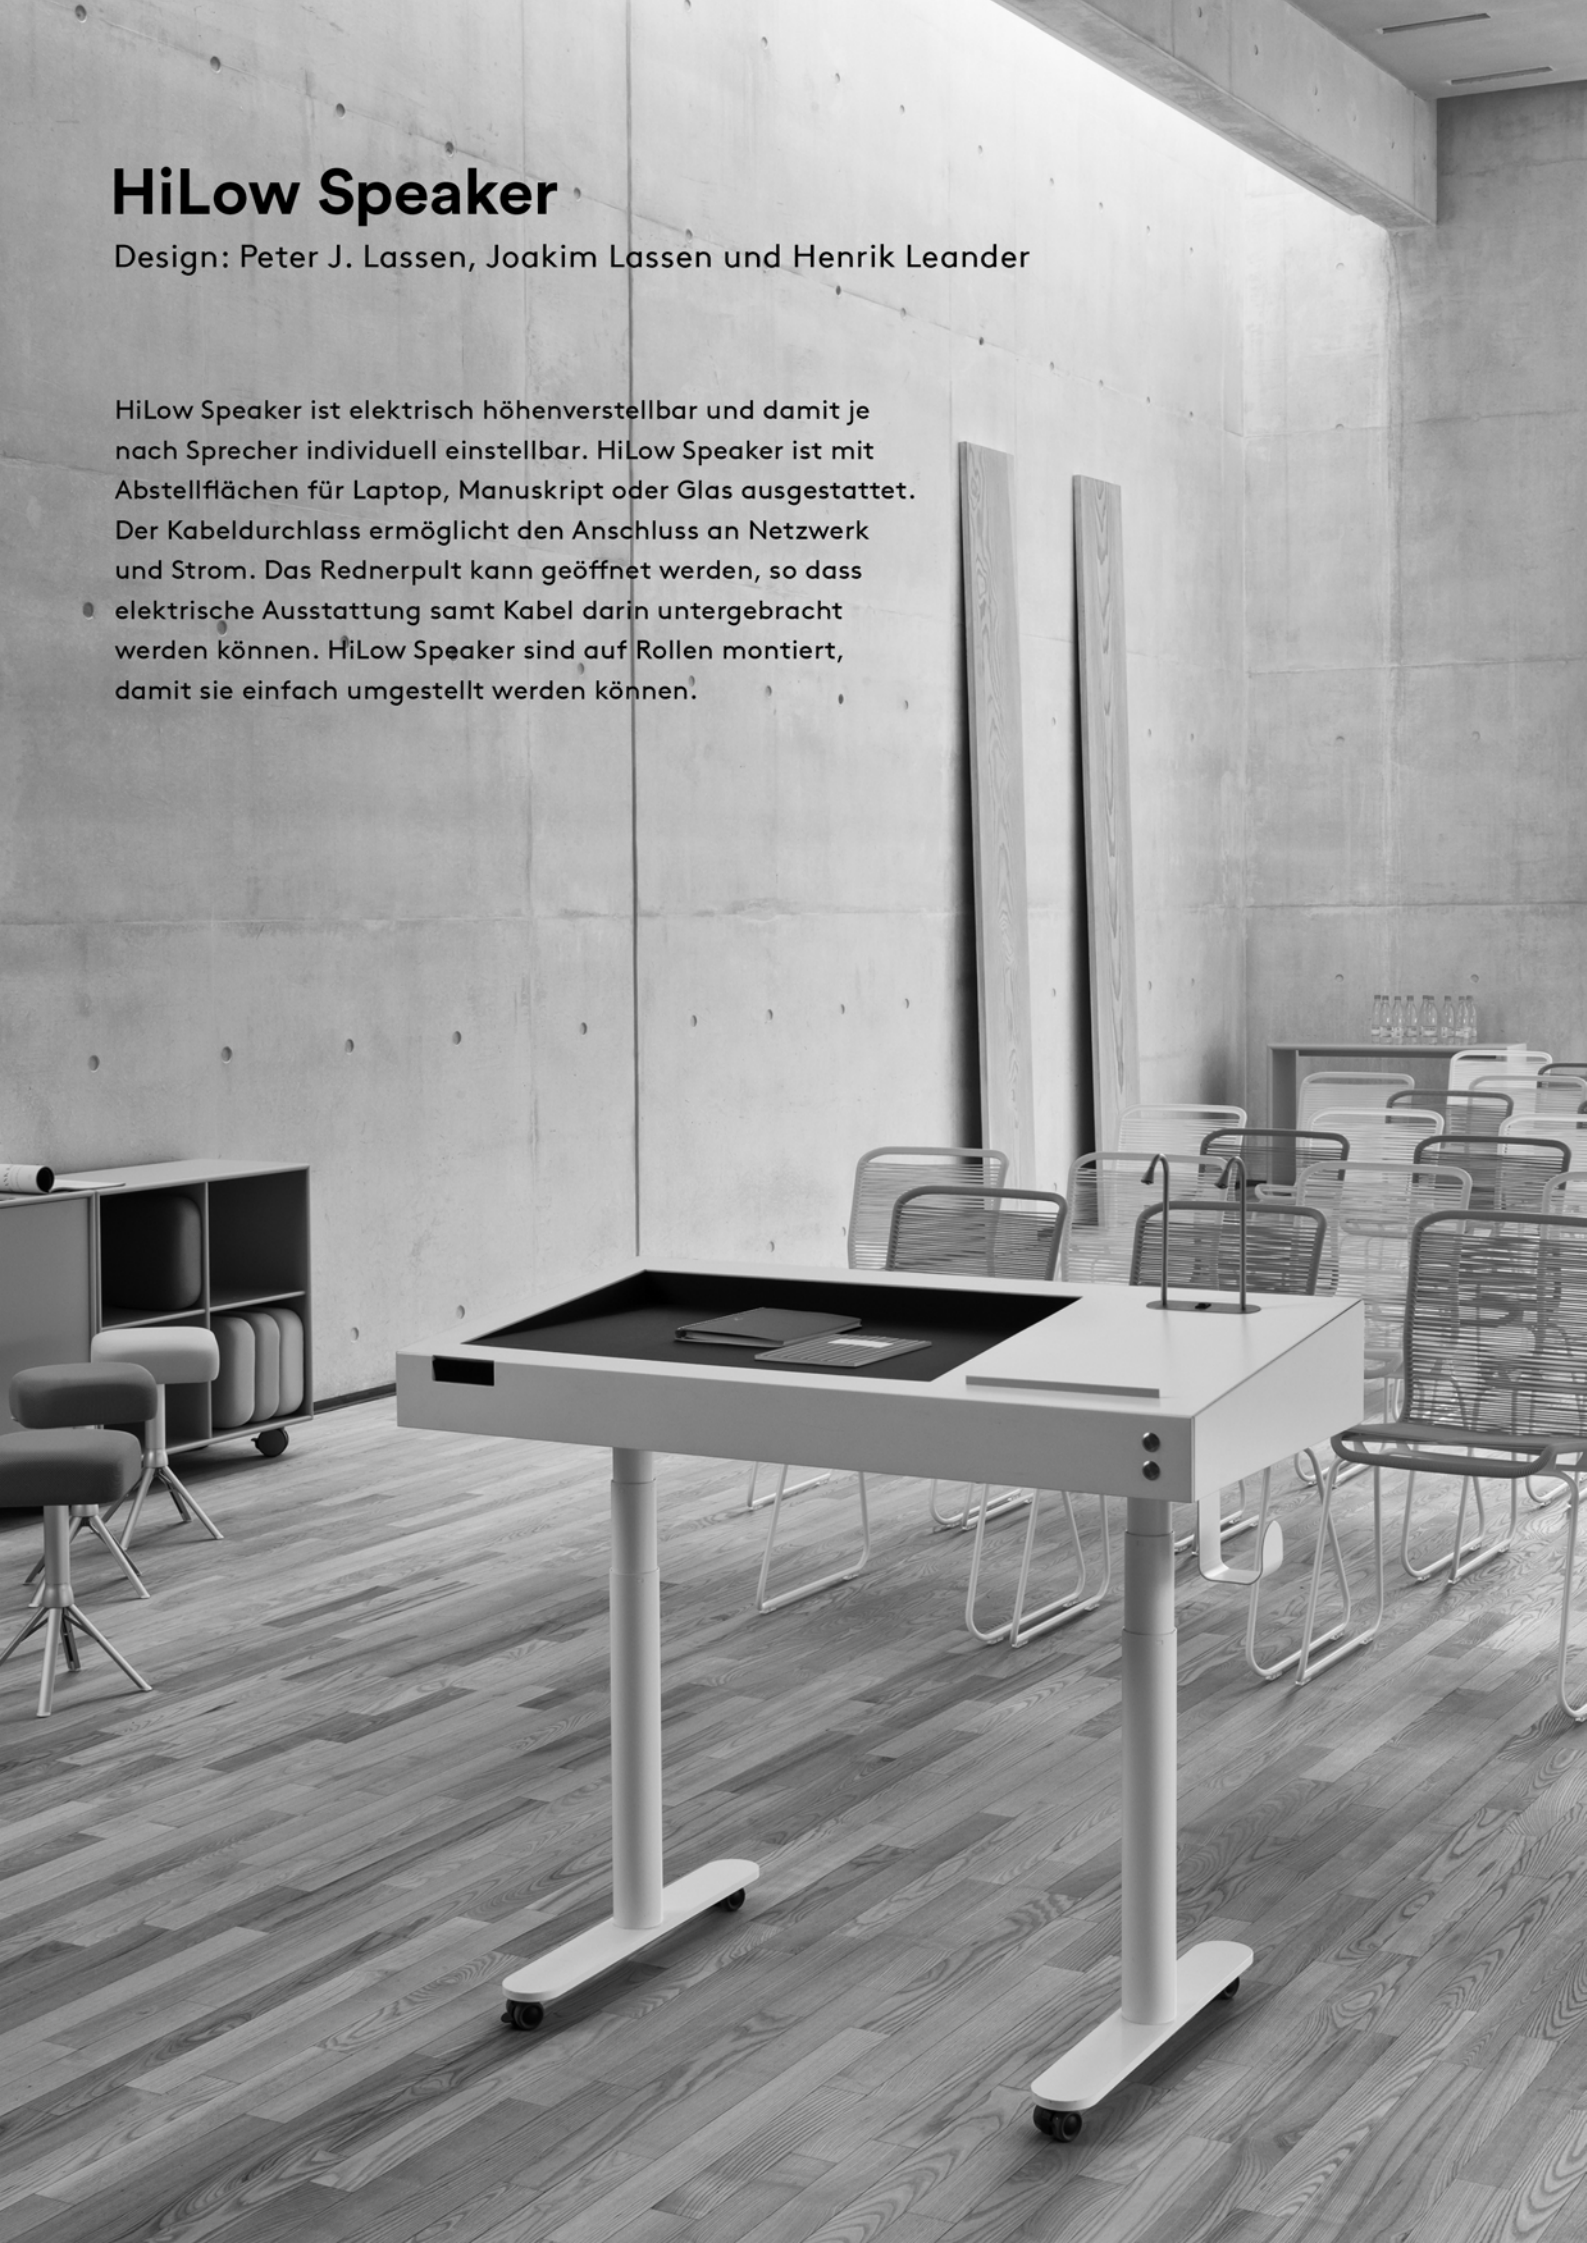 HiLow Speaker
Design: Peter J. Lassen, Joakim Lassen und Henrik Leander
HiLow Speaker ist elektrisch höhenverstellbar und damit je
nach Sprecher individuell einstellbar. HiLow Speaker ist mit
Abstellflächen für Laptop, Manuskript oder Glas ausgestattet.
Der Kabeldurchlass ermöglicht den Anschluss an Netzwerk
und Strom. Das Rednerpult kann geöffnet werden, so dass
elektrische Ausstattung samt Kabel darin untergebracht
werden können. HiLow Speaker sind auf Rollen montiert,
damit sie einfach umgestellt werden können.